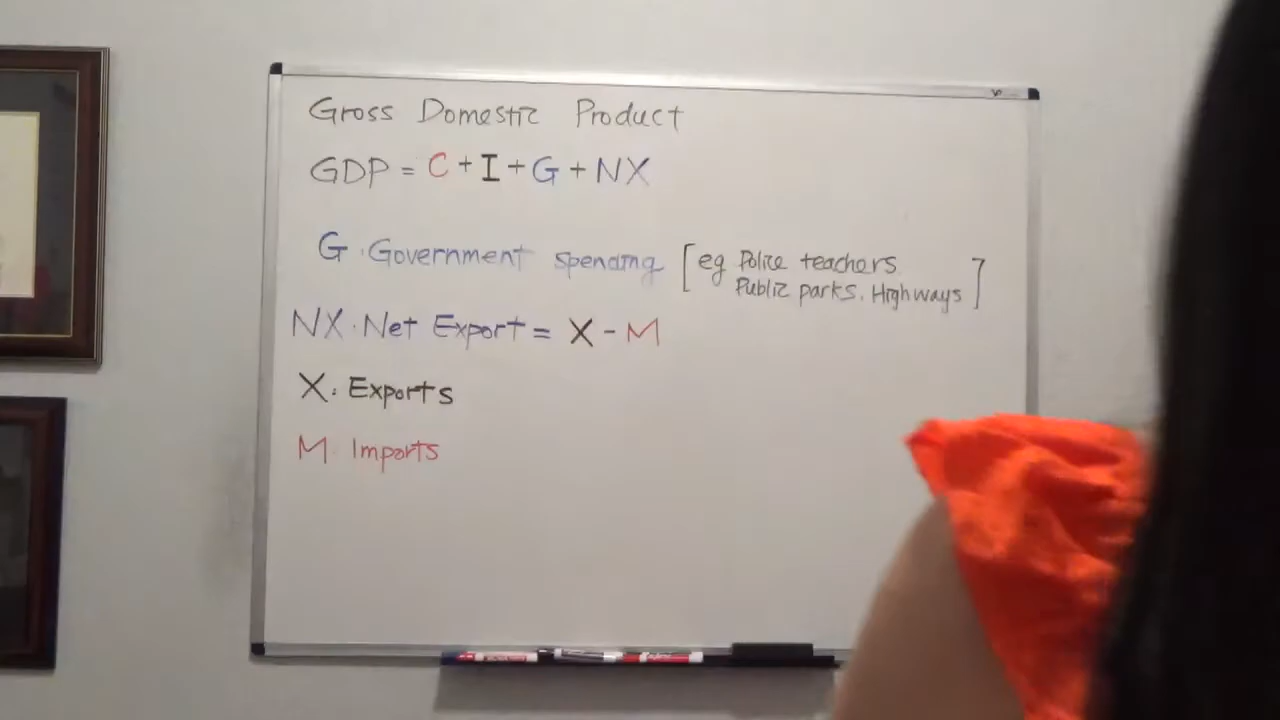 Gross Domestic Product
GDP = C + I + G + NX
G. Government spending [eg Police teachers
Public parks. Highways]
NX. Net Export = X - M
X. Exports
M. Imports